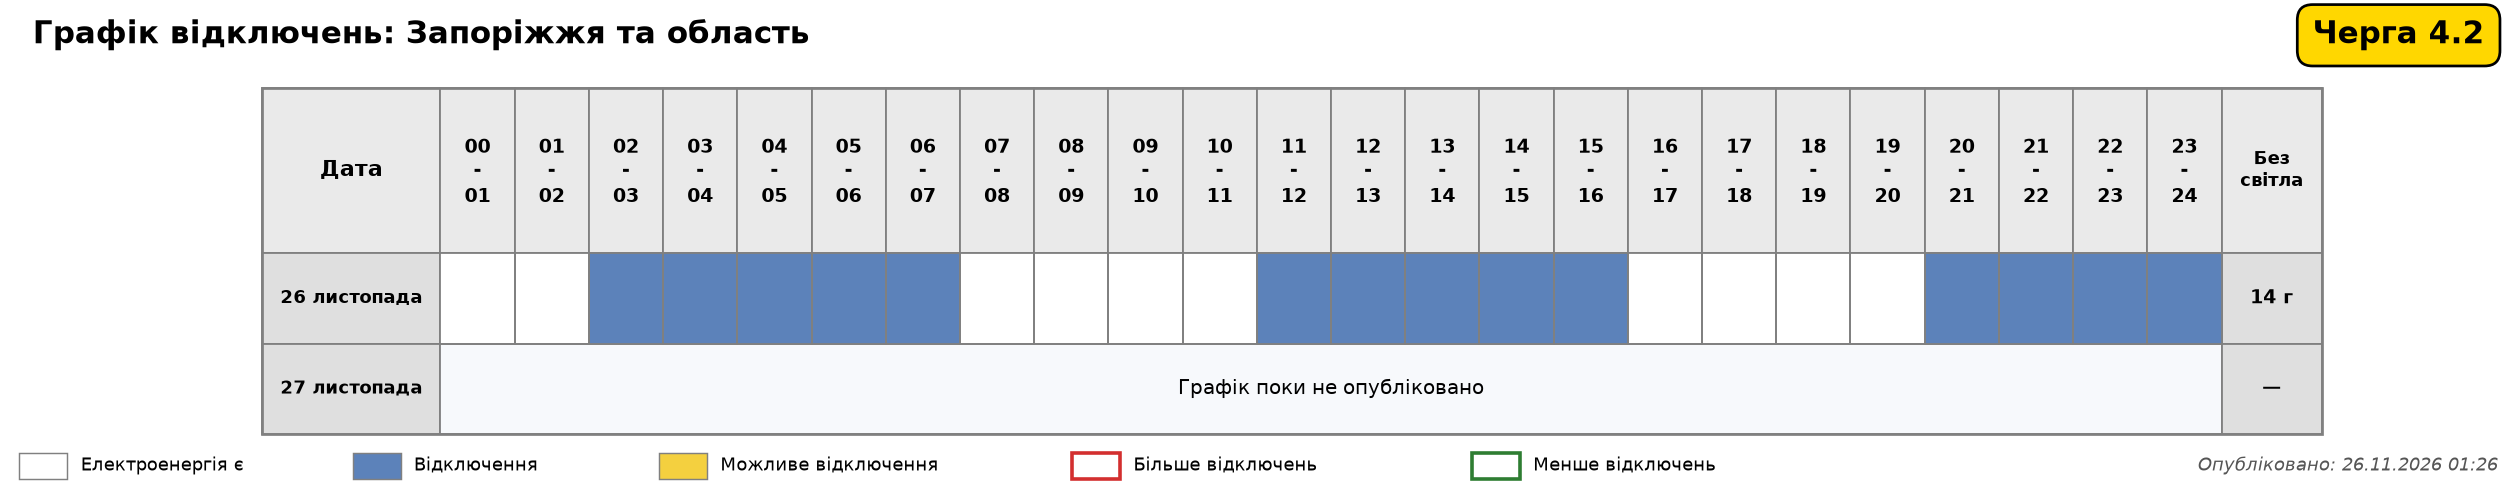 Графік відключень: Запоріжжя та область
Черга 4.2
Дата 00 - 01 01 - 02 02 - 03 03 - 04 04 - 05 05 - 06 06 - 07 07 - 08 08 - 09 09 - 10 10 - 11 11 - 12 12 - 13 13 - 14 14 - 15 15 - 16 16 - 17 17 - 18 18 - 19 19 - 20 20 - 21 21 - 22 22 - 23 23 - 24 Без світла
26 листопада 14 г
27 листопада Графік поки не опубліковано —
Електроенергія є Відключення Можливе відключення Більше відключень Менше відключень Опубліковано: 26.11.2026 01:26